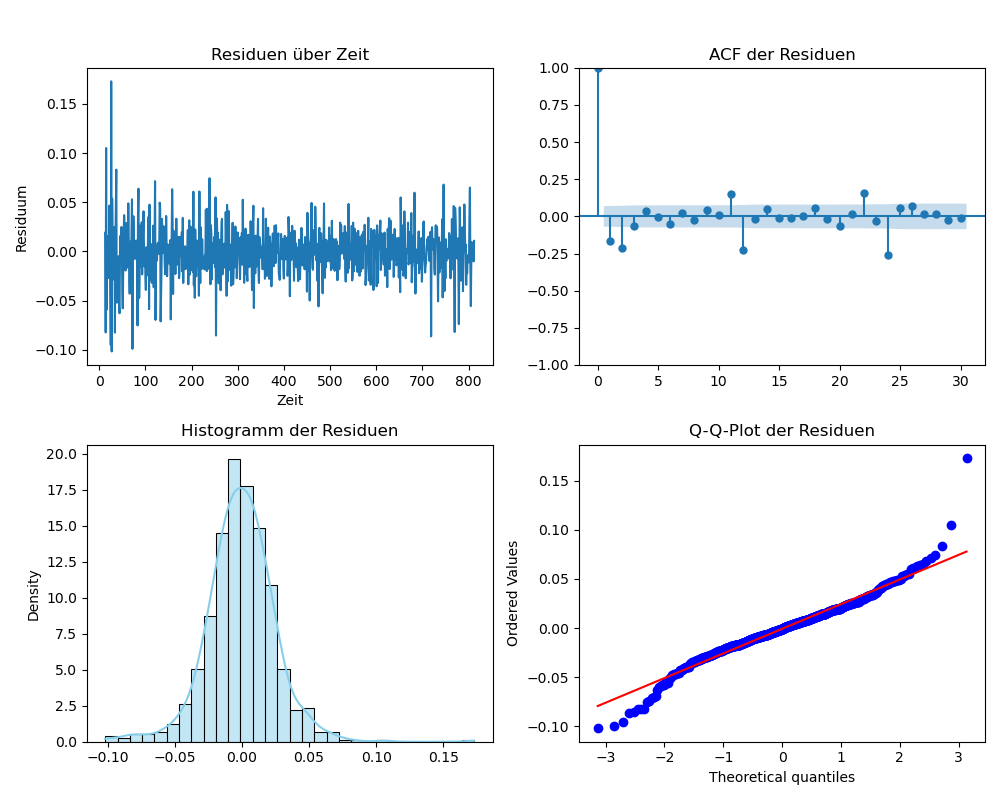 Residuen über Zeit
Residuum
0.15
0.10
0.05
0.00
−0.05
−0.10
0 100 200 300 400 500 600 700 800
Zeit
ACF der Residuen
1.00
0.75
0.50
0.25
0.00
−0.25
−0.50
−0.75
−1.00
0 5 10 15 20 25 30
Histogramm der Residuen
Density
20.0
17.5
15.0
12.5
10.0
7.5
5.0
2.5
0.0
−0.10 −0.05 0.00 0.05 0.10 0.15
Q-Q-Plot der Residuen
Ordered Values
0.15
0.10
0.05
0.00
−0.05
−0.10
−3 −2 −1 0 1 2 3
Theoretical quantiles